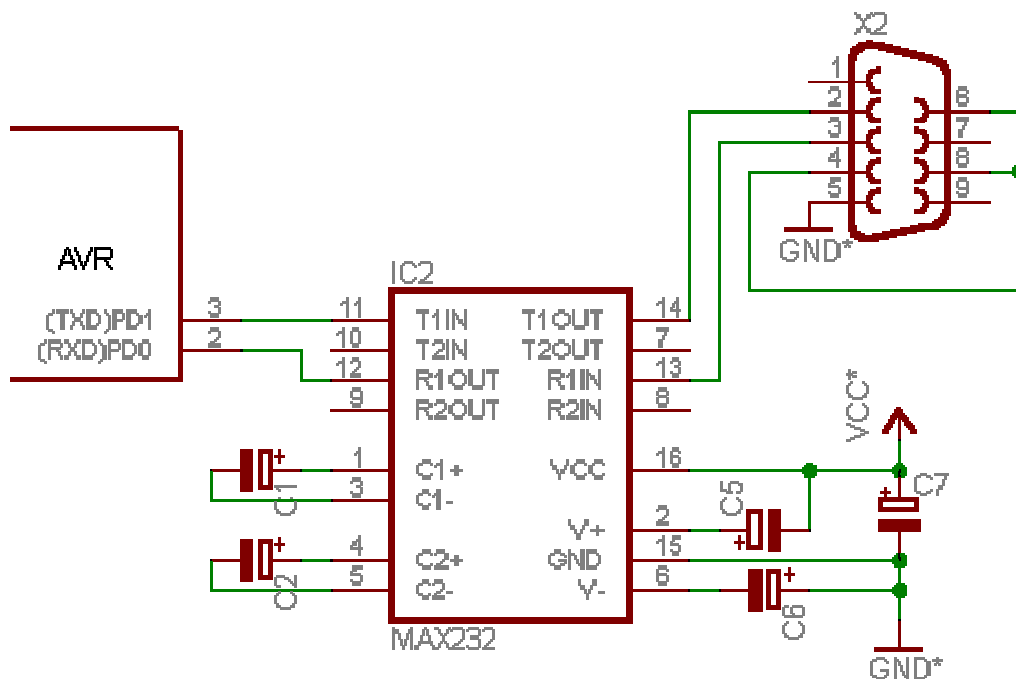 X2
1
2
3
4
5
6
7
8
9
GND*
AVR
(TXD)PD1
(RXD)PD0
3
2
IC2
11
10
12
9
T1IN
T2IN
R1OUT
R2OUT
T1OUT
T2OUT
R1IN
R2IN
14
7
13
8
1
3
C1+
C1-
+
C1
4
5
C2+
C2-
+
C2
VCC
V+
GND
V-
16
2
15
6
C5
+
C6
+
VCC*
+
C7
GND*
MAX232